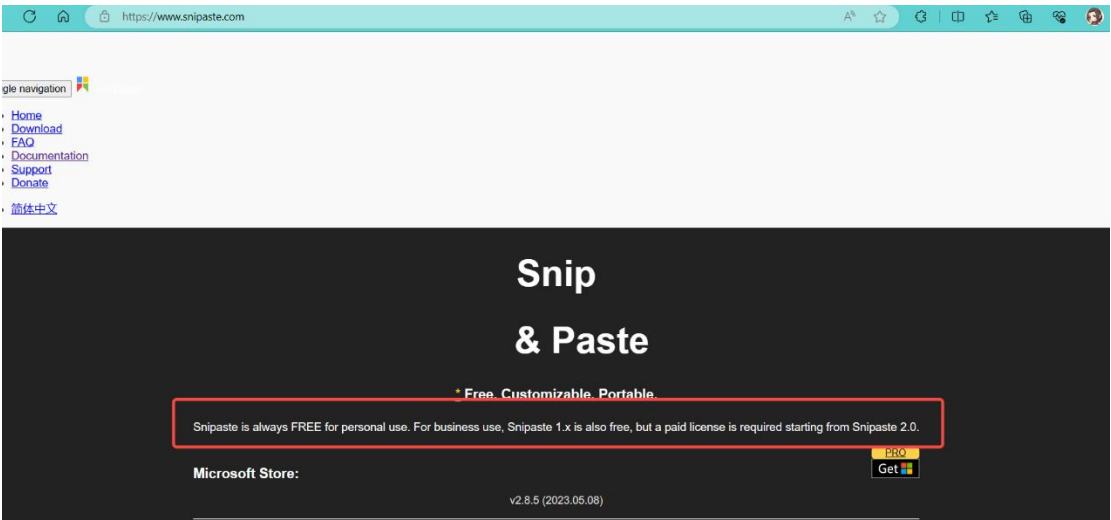 https://www.snipaste.com
gle navigation
Home
Download
FAQ
Documentation
Support
Donate
简体中文
Snip
& Paste
* Free. Customizable. Portable.
Snipaste is always FREE for personal use. For business use, Snipaste 1.x is also free, but a paid license is required starting from Snipaste 2.0.
PRO
Microsoft Store:
Get
v2.8.5 (2023.05.08)